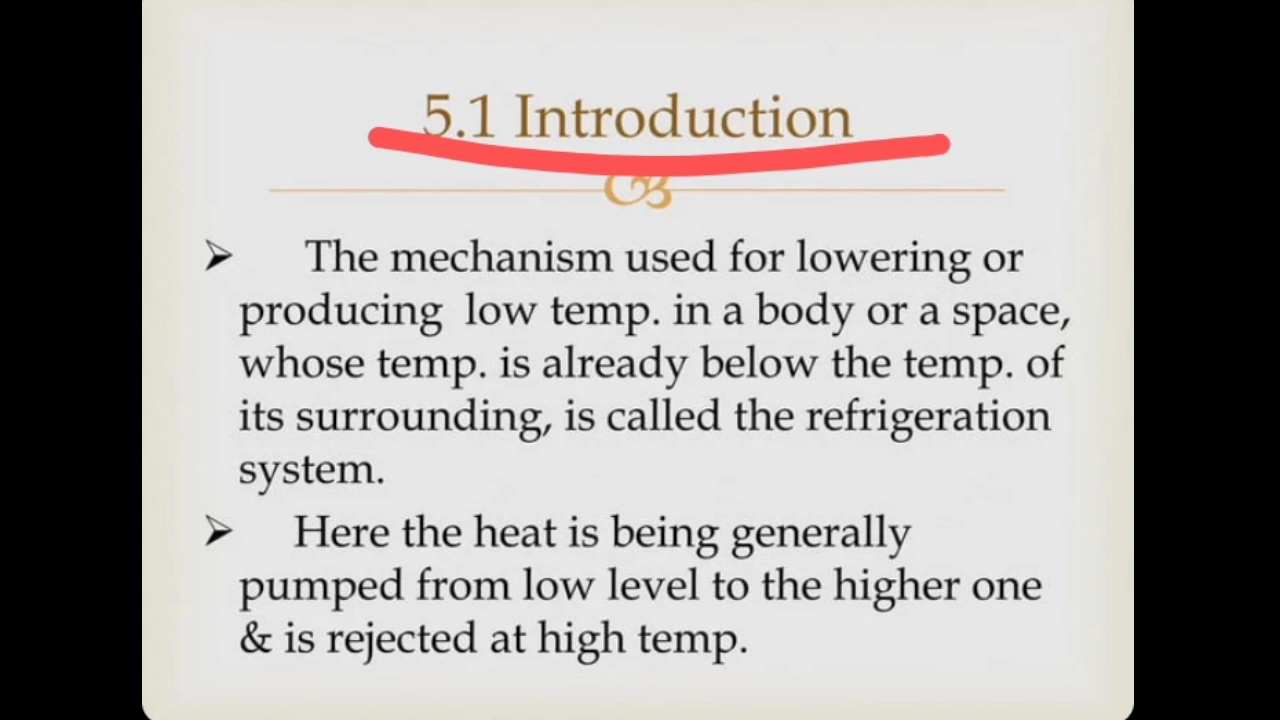 5.1 Introduction
➢ The mechanism used for lowering or
producing low temp. in a body or a space,
whose temp. is already below the temp. of
its surrounding, is called the refrigeration
system.
➢ Here the heat is being generally
pumped from low level to the higher one
& is rejected at high temp.